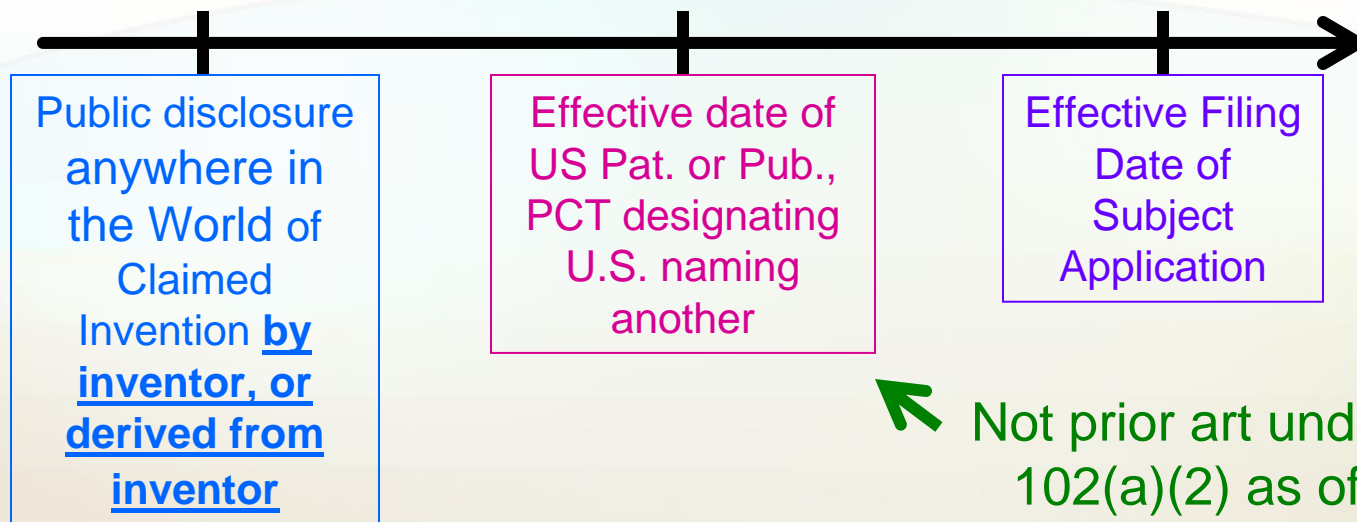 Public disclosure
anywhere in
the World of
Claimed
Invention by
inventor, or
derived from
inventor
Effective date of
US Pat. or Pub.,
PCT designating
U.S. naming
another
Effective Filing
Date of
Subject
Application
Not prior art und
102(a)(2) as of